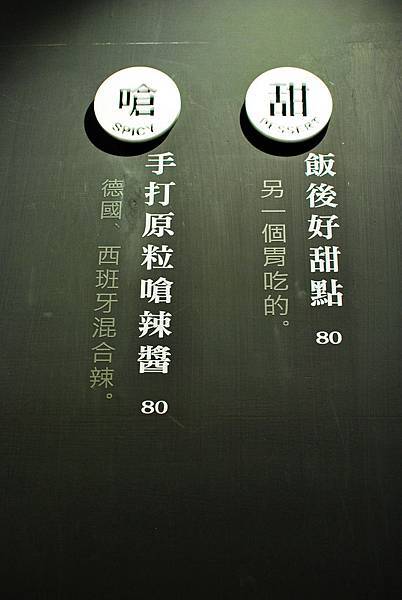 甜
DESSERT
飯後好甜點 80
另一個胃吃的。
嗆
SPICY
手打原粒嗆辣醬 80
德國、西班牙混合辣。